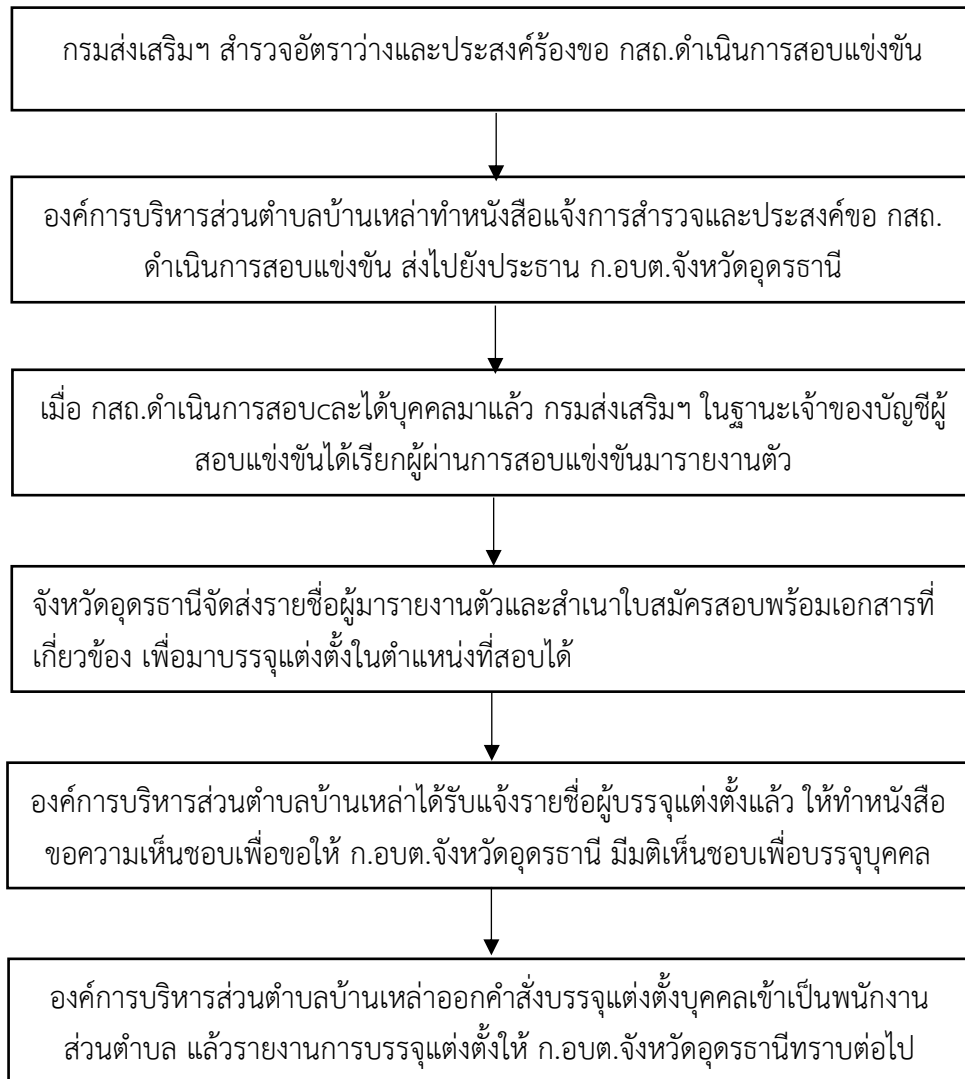 กรมส่งเสริมฯ สำรวจอัตราว่างและประสงค์ร้องขอ กสถ.ดำเนินการสอบแข่งขัน
องค์การบริหารส่วนตำบลบ้านเหล่าทำหนังสือแจ้งการสำรวจและประสงค์ขอ กสถ.
ดำเนินการสอบแข่งขัน ส่งไปยังประธาน ก.อบต.จังหวัดอุดรธานี
เมื่อ กสถ.ดำเนินการสอบcละได้บุคคลมาแล้ว กรมส่งเสริมฯ ในฐานะเจ้าของบัญชีผู้
สอบแข่งขันได้เรียกผู้ผ่านการสอบแข่งขันมารายงานตัว
จังหวัดอุดรธานีจัดส่งรายชื่อผู้มารายงานตัวและสำเนาใบสมัครสอบพร้อมเอกสารที่
เกี่ยวข้อง เพื่อมาบรรจุแต่งตั้งในตำแหน่งที่สอบได้
องค์การบริหารส่วนตำบลบ้านเหล่าได้รับแจ้งรายชื่อผู้บรรจุแต่งตั้งแล้ว ให้ทำหนังสือ
ขอความเห็นชอบเพื่อขอให้ ก.อบต.จังหวัดอุดรธานี มีมติเห็นชอบเพื่อบรรจุบุคคล
องค์การบริหารส่วนตำบลบ้านเหล่าออกคำสั่งบรรจุแต่งตั้งบุคคลเข้าเป็นพนักงาน
ส่วนตำบล แล้วรายงานการบรรจุแต่งตั้งให้ ก.อบต.จังหวัดอุดรธานีทราบต่อไป